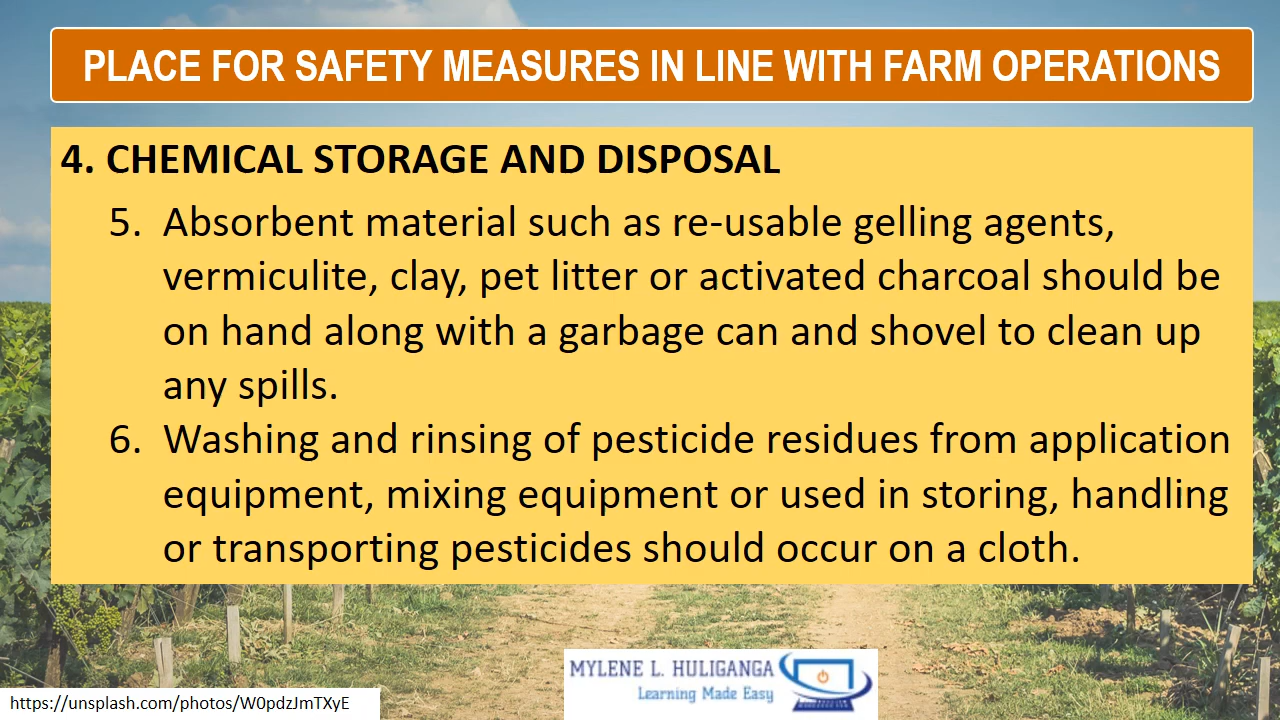 PLACE FOR SAFETY MEASURES IN LINE WITH FARM OPERATIONS
4. CHEMICAL STORAGE AND DISPOSAL
5. Absorbent material such as re-usable gelling agents,
vermiculite, clay, pet litter or activated charcoal should be
on hand along with a garbage can and shovel to clean up
any spills.
6. Washing and rinsing of pesticide residues from application
equipment, mixing equipment or used in storing, handling
or transporting pesticides should occur on a cloth.
MYLENE L. HULIGANGA
Learning Made Easy
https://unsplash.com/photos/W0pdzJmTXyE